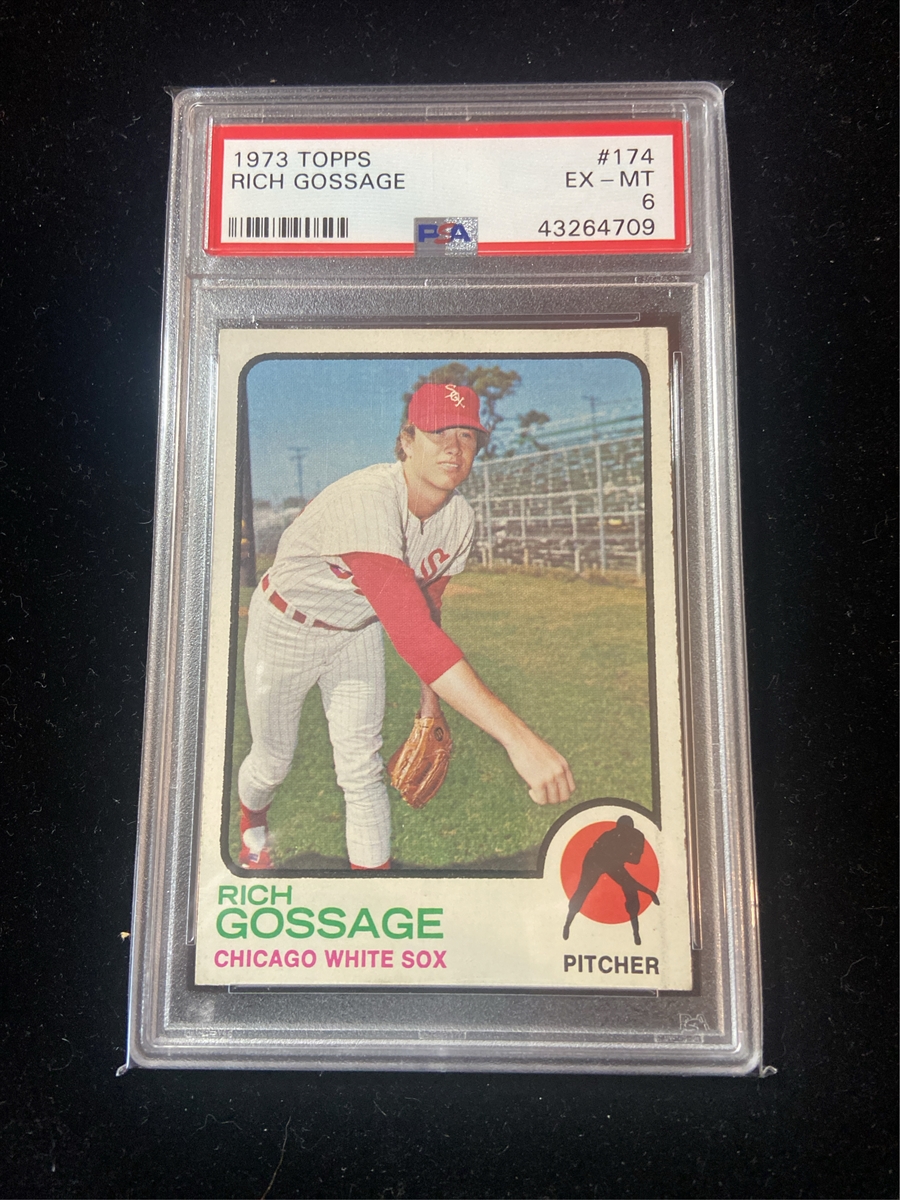 1973 TOPPS #174
RICH GOSSAGE EX – MT
6
PSA 43264709
SOX
RICH
GOSSAGE
CHICAGO WHITE SOX
PITCHER